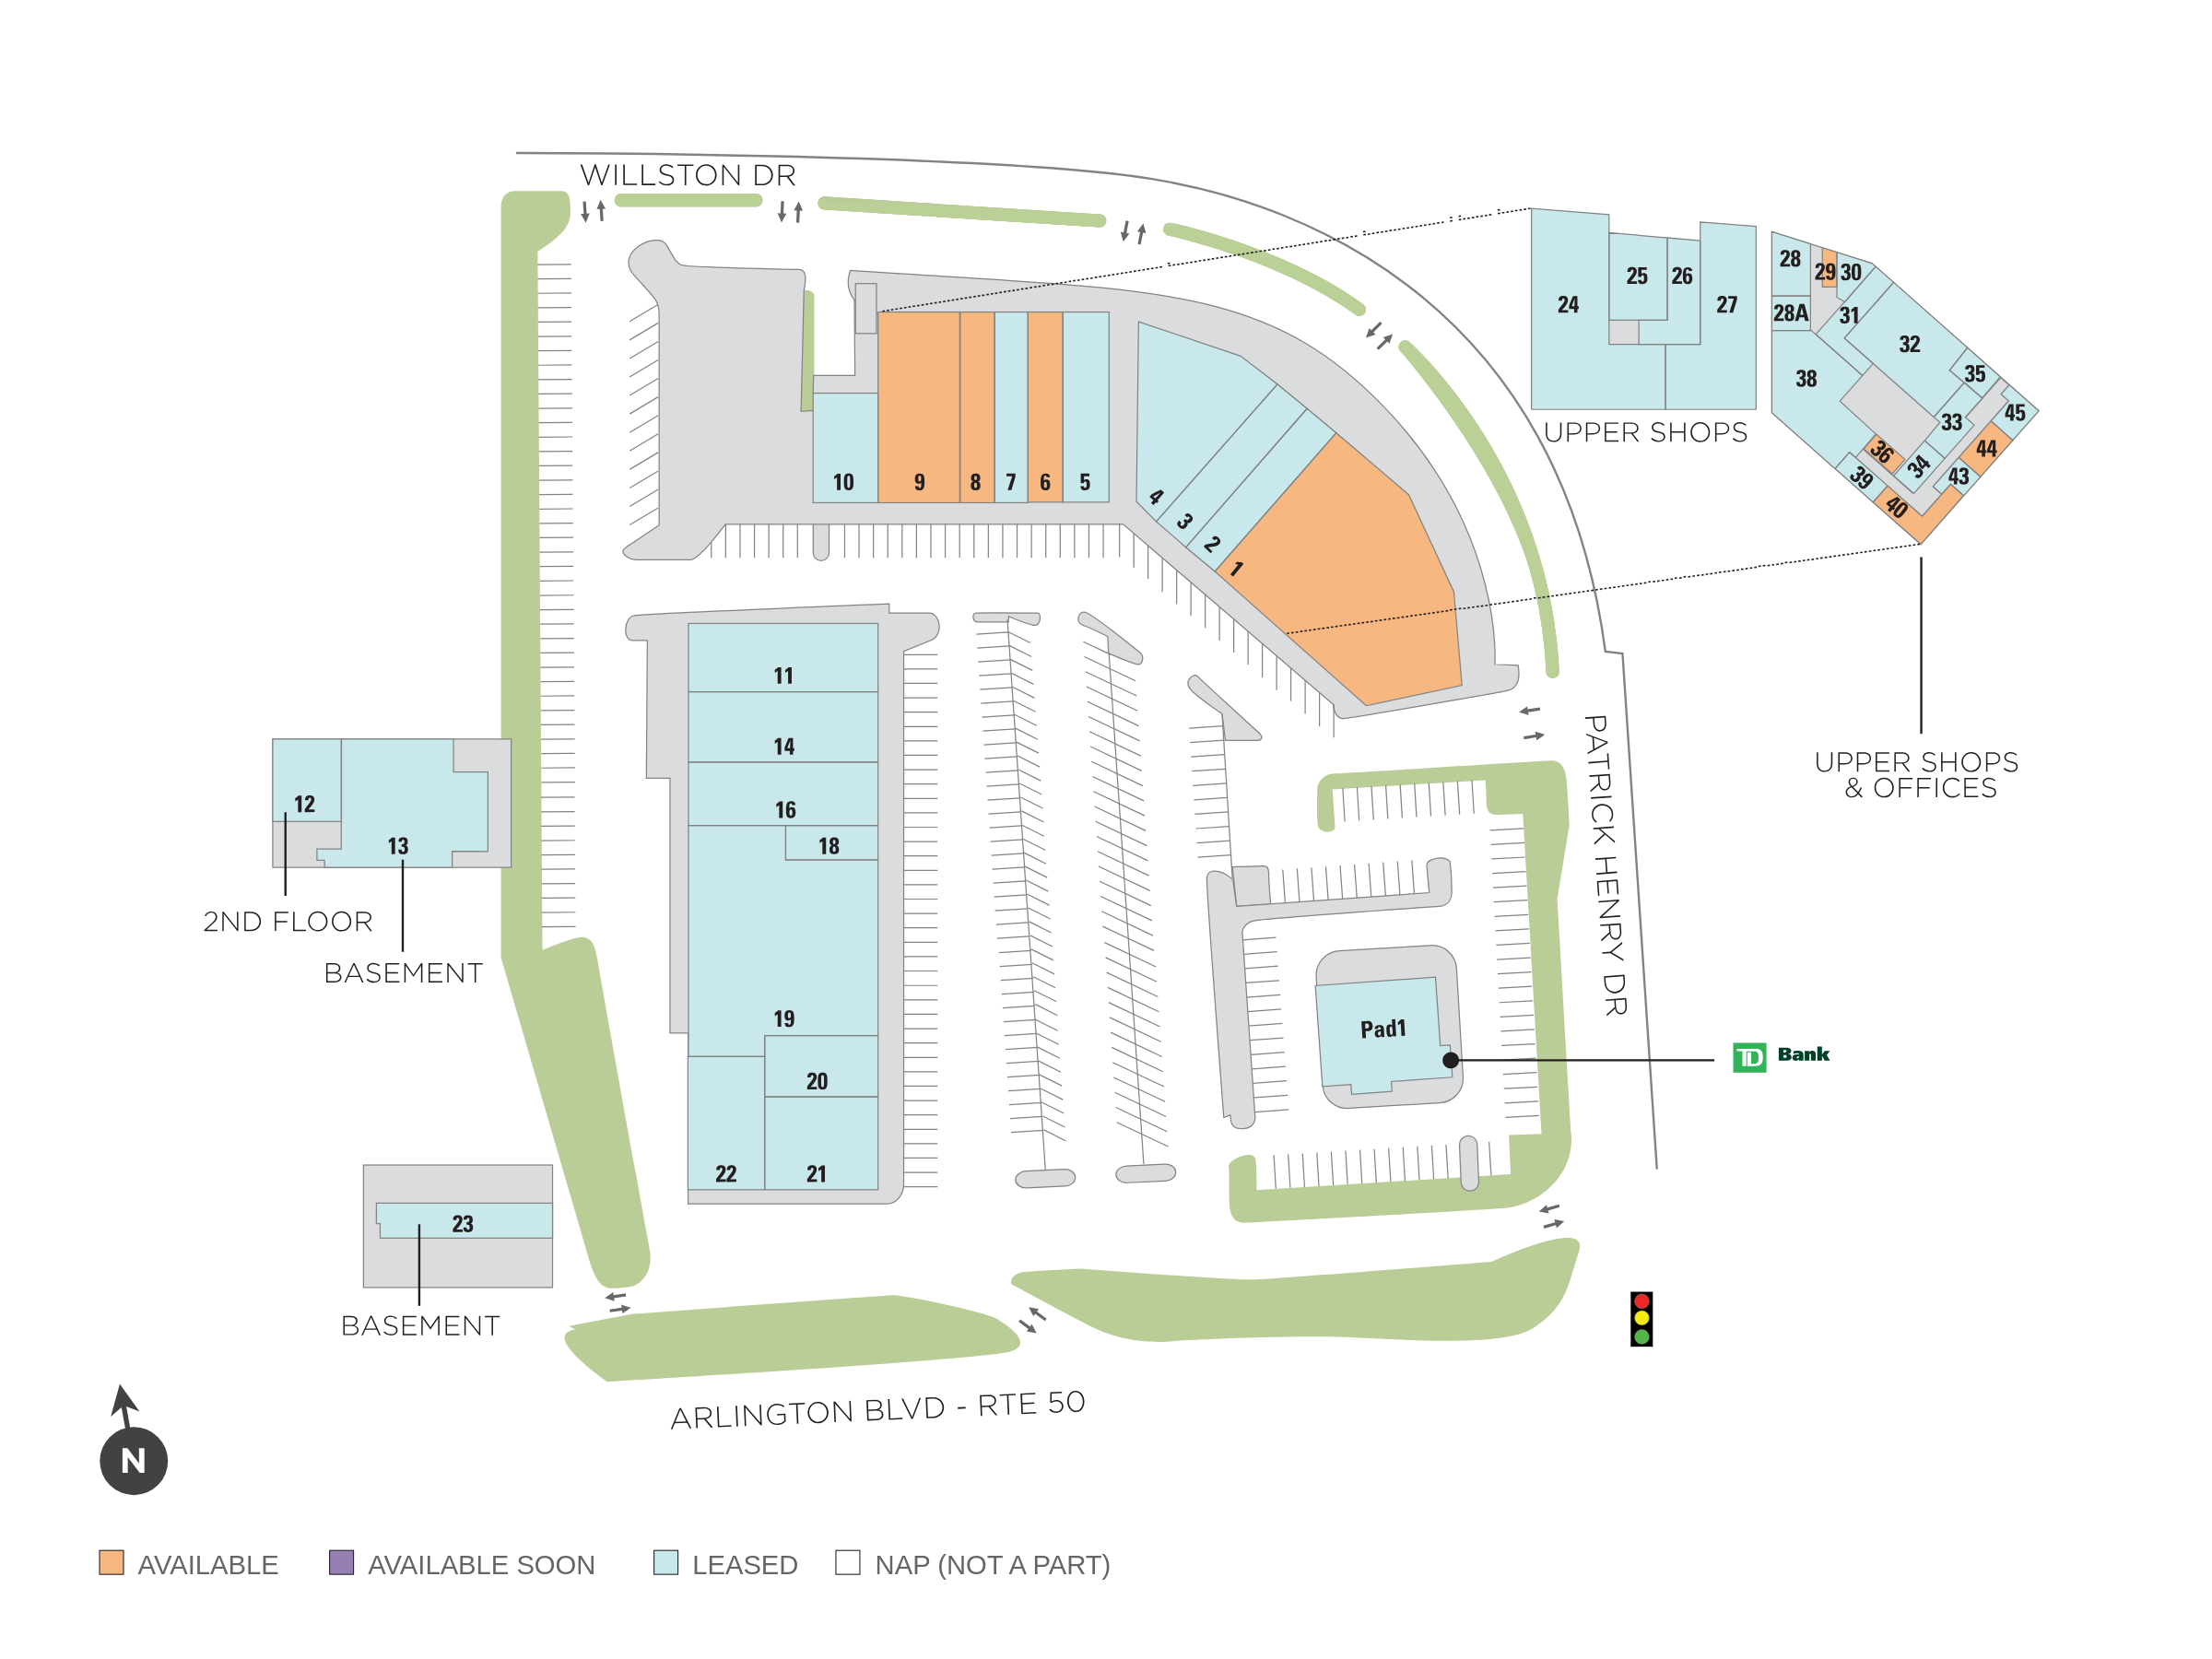 WILLSTON DR
24
25
26
27
UPPER SHOPS
28
29
30
28A
31
32
38
35
45
33
44
36
34
43
39
40
UPPER SHOPS
& OFFICES
10
9
8
7
6
5
4
3
2
1
11
14
16
18
19
20
21
22
12
13
2ND FLOOR
BASEMENT
23
BASEMENT
PATRICK HENRY DR
Pad1
TD Bank
ARLINGTON BLVD - RTE 50
N
AVAILABLE
AVAILABLE SOON
LEASED
NAP (NOT A PART)